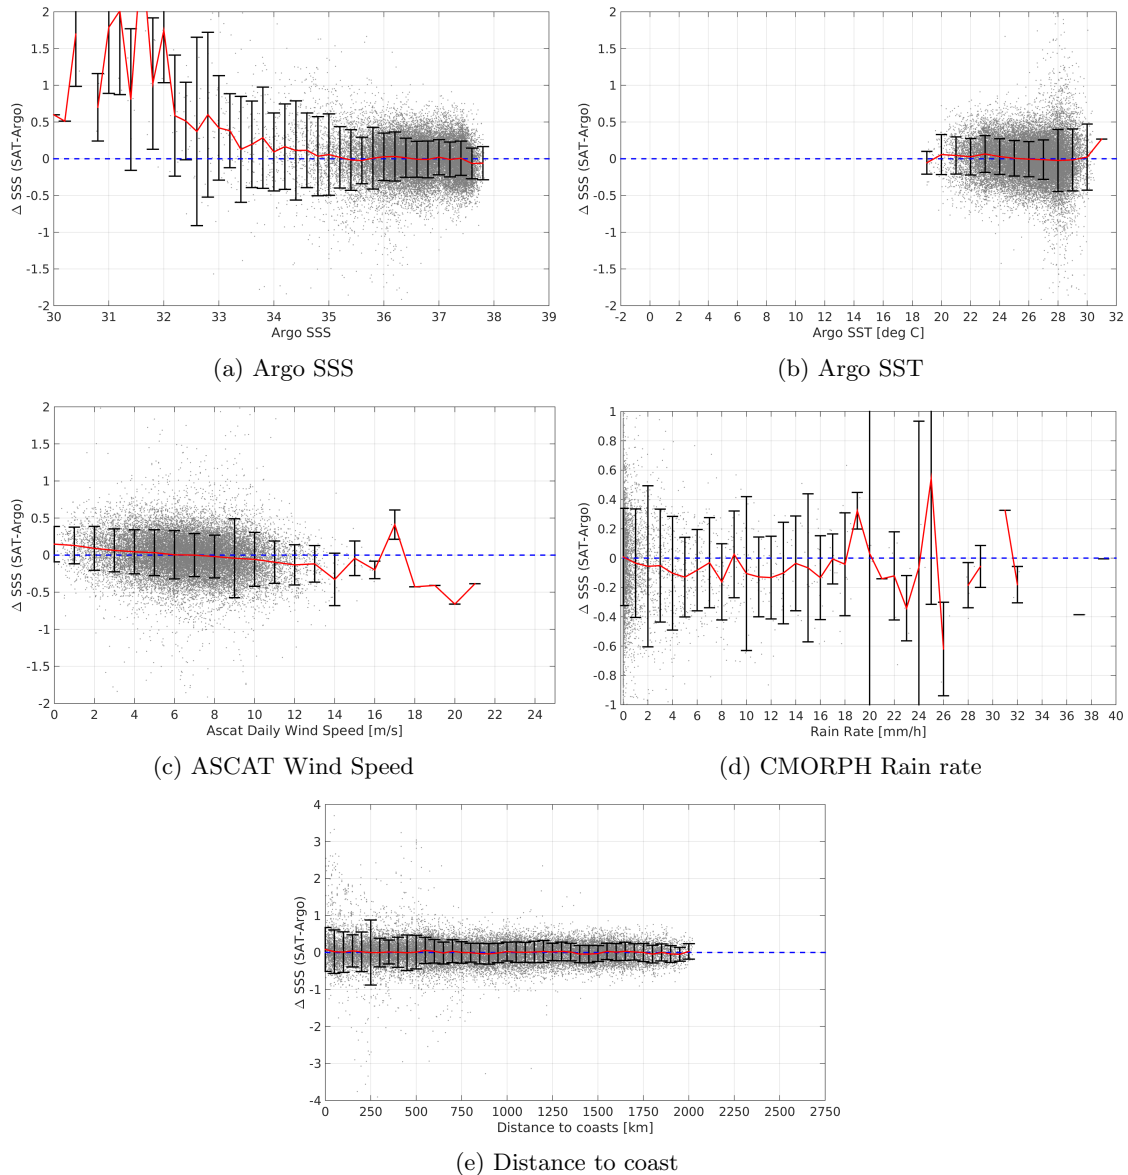 2
1.5
1
0.5
0
-0.5
-1
-1.5
-2
Δ SSS (SAT-Argo)
30 31 32 33 34 35 36 37 38 39
Argo SSS
(a) Argo SSS
2
1.5
1
0.5
0
-0.5
-1
-1.5
-2
Δ SSS (SAT-Argo)
-2 0 2 4 6 8 10 12 14 16 18 20 22 24 26 28 30 32
Argo SST [deg C]
(b) Argo SST
2
1.5
1
0.5
0
-0.5
-1
-1.5
-2
Δ SSS (SAT-Argo)
0 2 4 6 8 10 12 14 16 18 20 22 24
Ascat Daily Wind Speed [m/s]
(c) ASCAT Wind Speed
1
0.8
0.6
0.4
0.2
0
-0.2
-0.4
-0.6
-0.8
-1
Δ SSS (SAT-Argo)
0 2 4 6 8 10 12 14 16 18 20 22 24 26 28 30 32 34 36 38 40
Rain Rate [mm/h]
(d) CMORPH Rain rate
4
3
2
1
0
-1
-2
-3
-4
Δ SSS (SAT-Argo)
0 250 500 750 1000 1250 1500 1750 2000 2250 2500 2750
Distance to coasts [km]
(e) Distance to coast